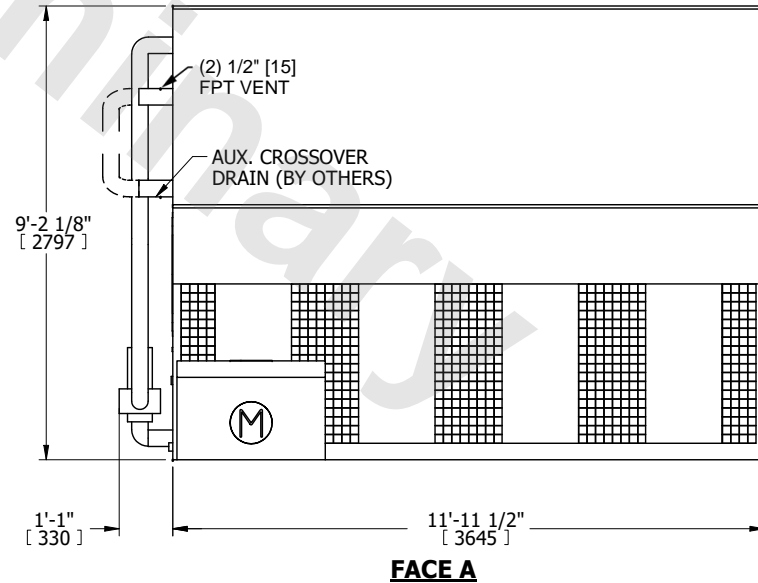 (2) 1/2" [15]
FPT VENT
AUX. CROSSOVER
DRAIN (BY OTHERS)
9'-2 1/8"
[ 2797 ]
M
1'-1"
[ 330 ]
11'-11 1/2"
[ 3645 ]
FACE A
minary